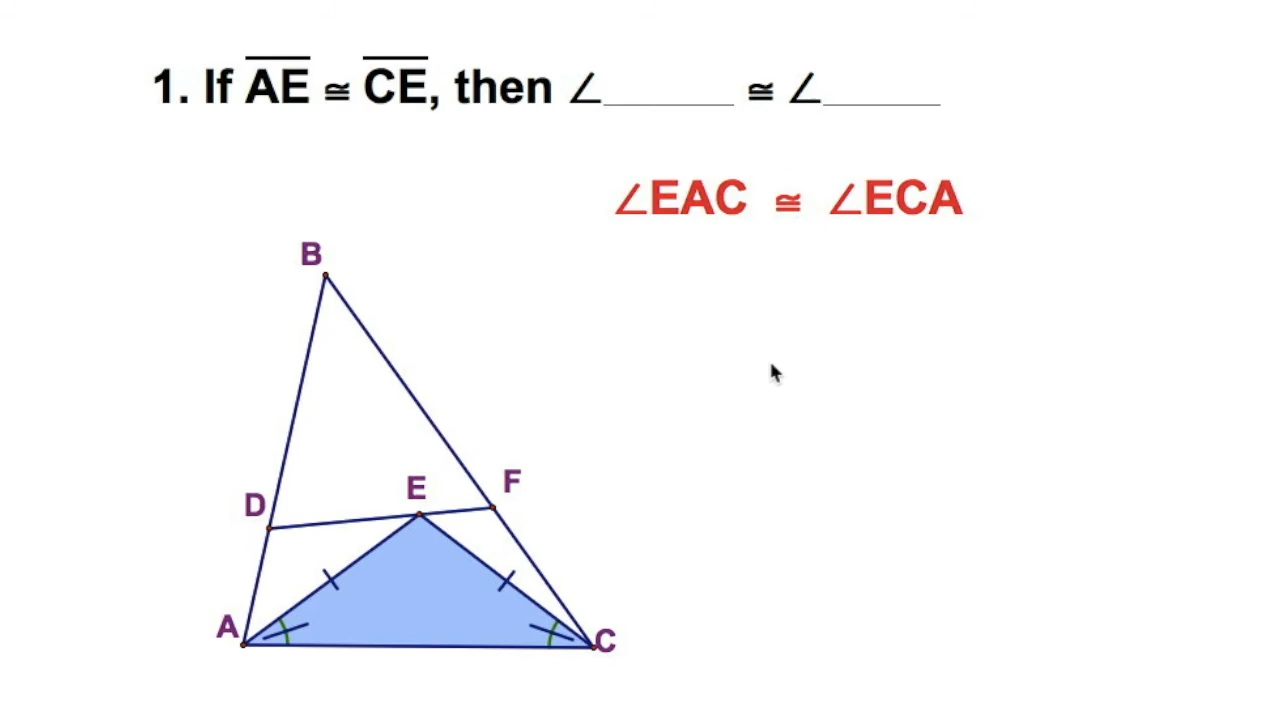 1. If AE ≅ CE, then ∠______ ≅ ∠______
∠EAC ≅ ∠ECA
B
D E F
A C